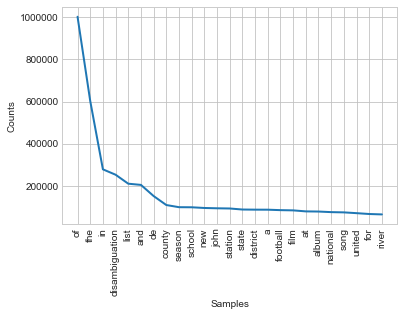 1000000
800000
600000
400000
200000
Counts
of
the
in
disambiguation
list
and
de
county
season
school
new
john
station
state
district
a
football
film
at
album
national
song
united
for
river
Samples